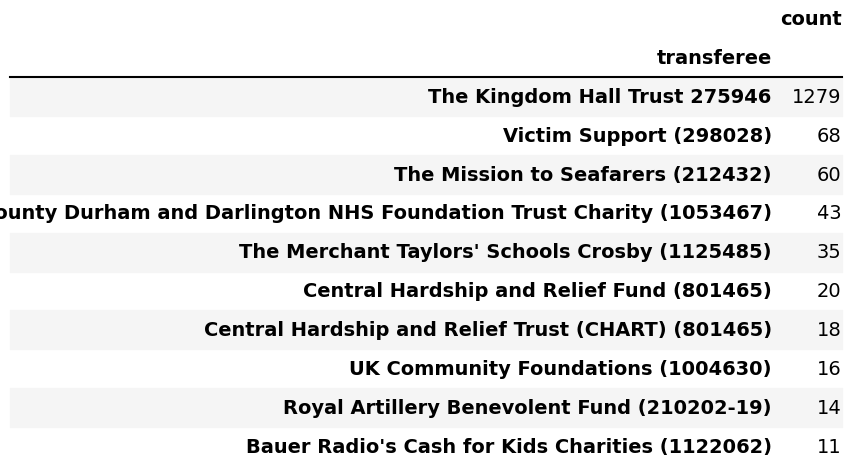 count
transferee
The Kingdom Hall Trust 275946 1279
Victim Support (298028) 68
The Mission to Seafarers (212432) 60
Durham and Darlington NHS Foundation Trust Charity (1053467) 43
The Merchant Taylors' Schools Crosby (1125485) 35
Central Hardship and Relief Fund (801465) 20
Central Hardship and Relief Trust (CHART) (801465) 18
UK Community Foundations (1004630) 16
Royal Artillery Benevolent Fund (210202-19) 14
Bauer Radio's Cash for Kids Charities (1122062) 11